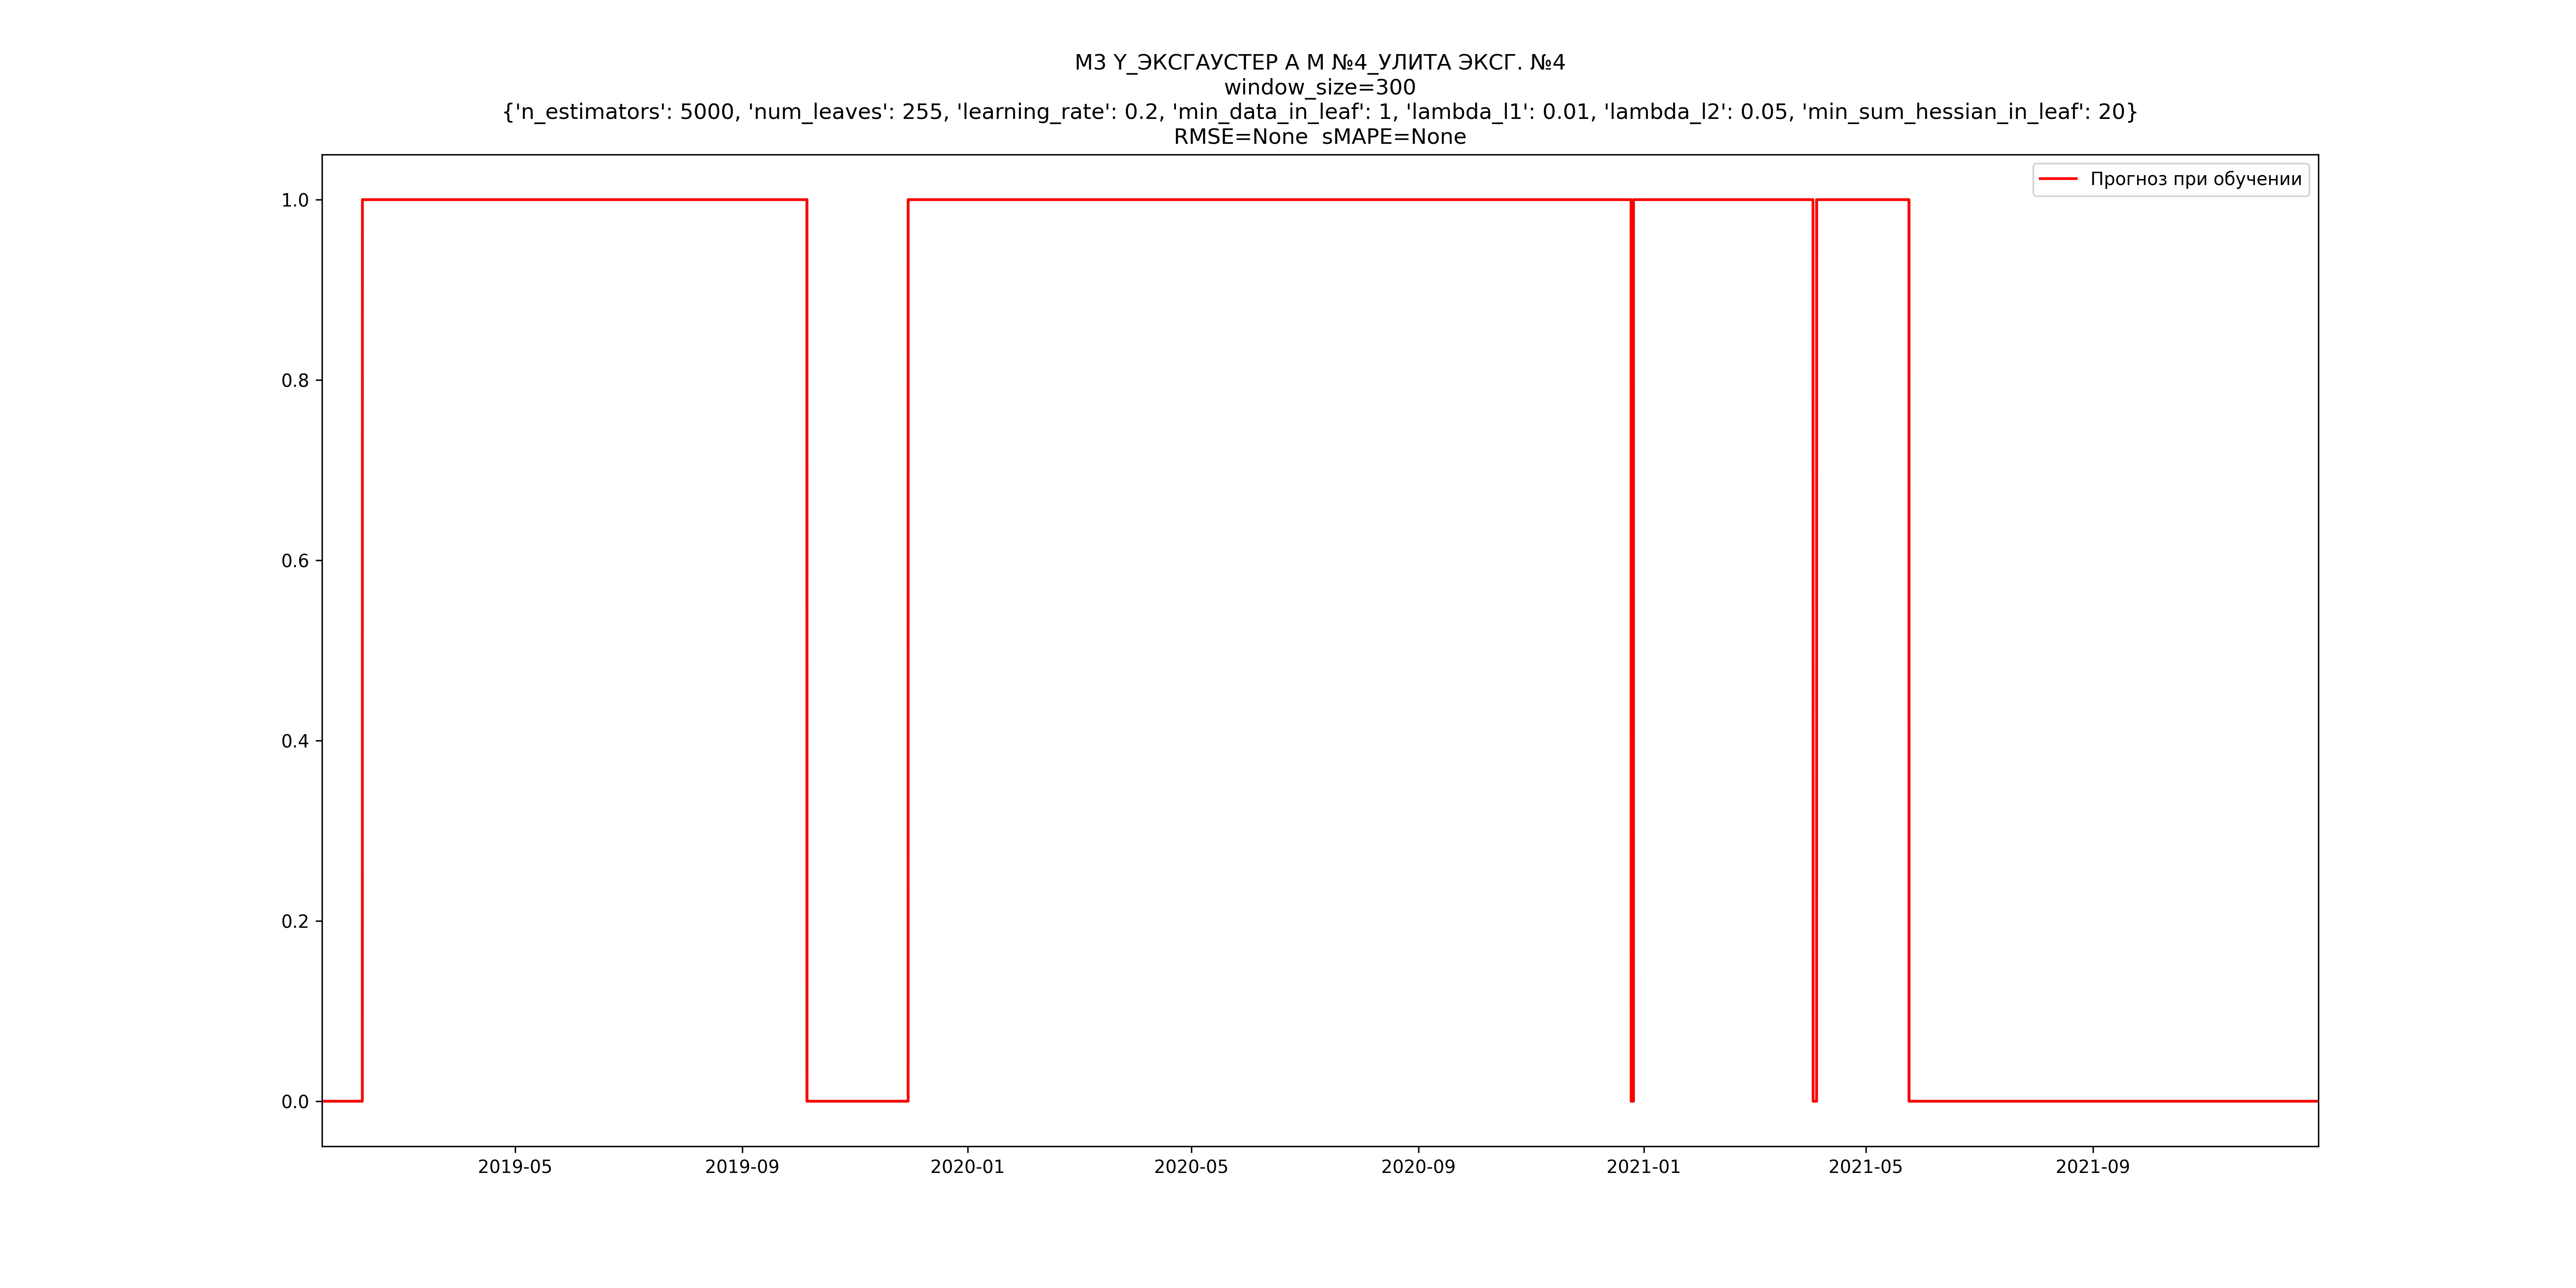 М3 Y_ЭКСГАУСТЕР А М №4_УЛИТА ЭКСГ. №4
window_size=300
{'n_estimators': 5000, 'num_leaves': 255, 'learning_rate': 0.2, 'min_data_in_leaf': 1, 'lambda_l1': 0.01, 'lambda_l2': 0.05, 'min_sum_hessian_in_leaf': 20}
RMSE=None  sMAPE=None
Прогноз при обучении
1.0
0.8
0.6
0.4
0.2
0.0
2019-05
2019-09
2020-01
2020-05
2020-09
2021-01
2021-05
2021-09